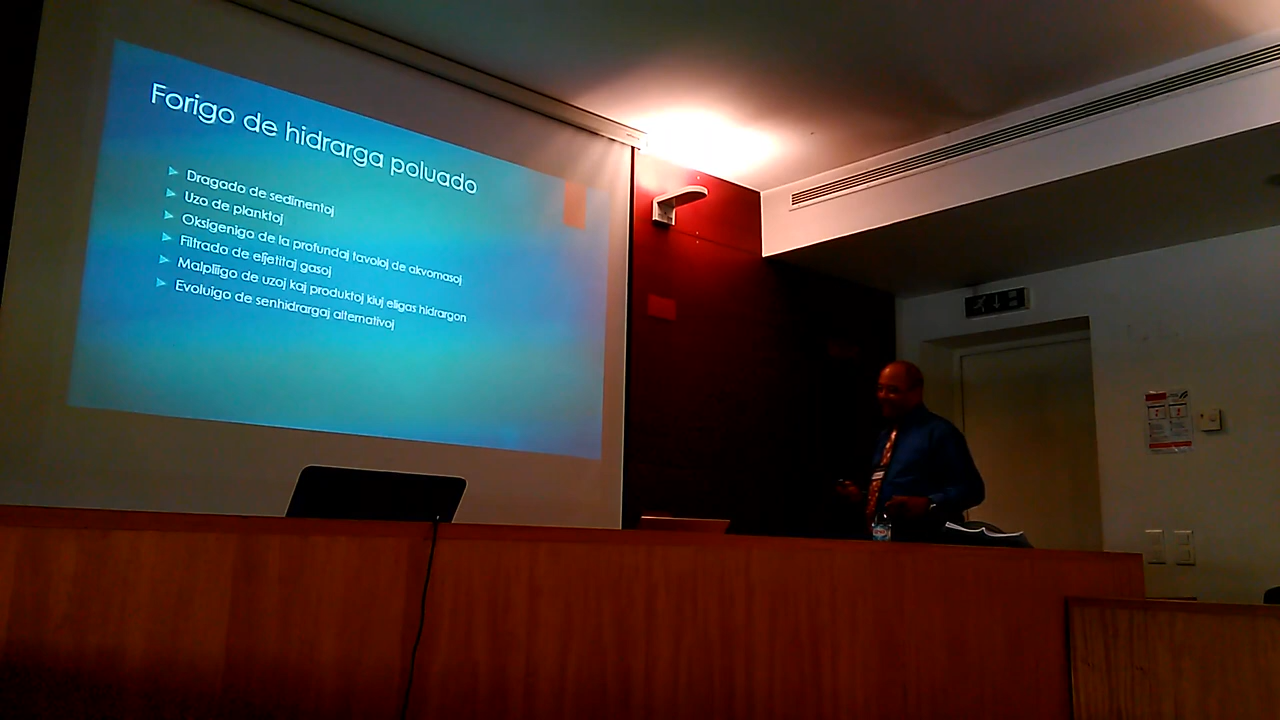 Forigo de hidrarga poluado
Dragado de sedimentoj
Uzo de planktoj
Oksigeniga de la profundaj tavoloj de akvomasoj
Filtrado de eljetitaj gasoj
Malpliigo de uzoj kaj produktoj kiuj eligas hidrargon
Evoluigo de senhidrargaj alternativoj